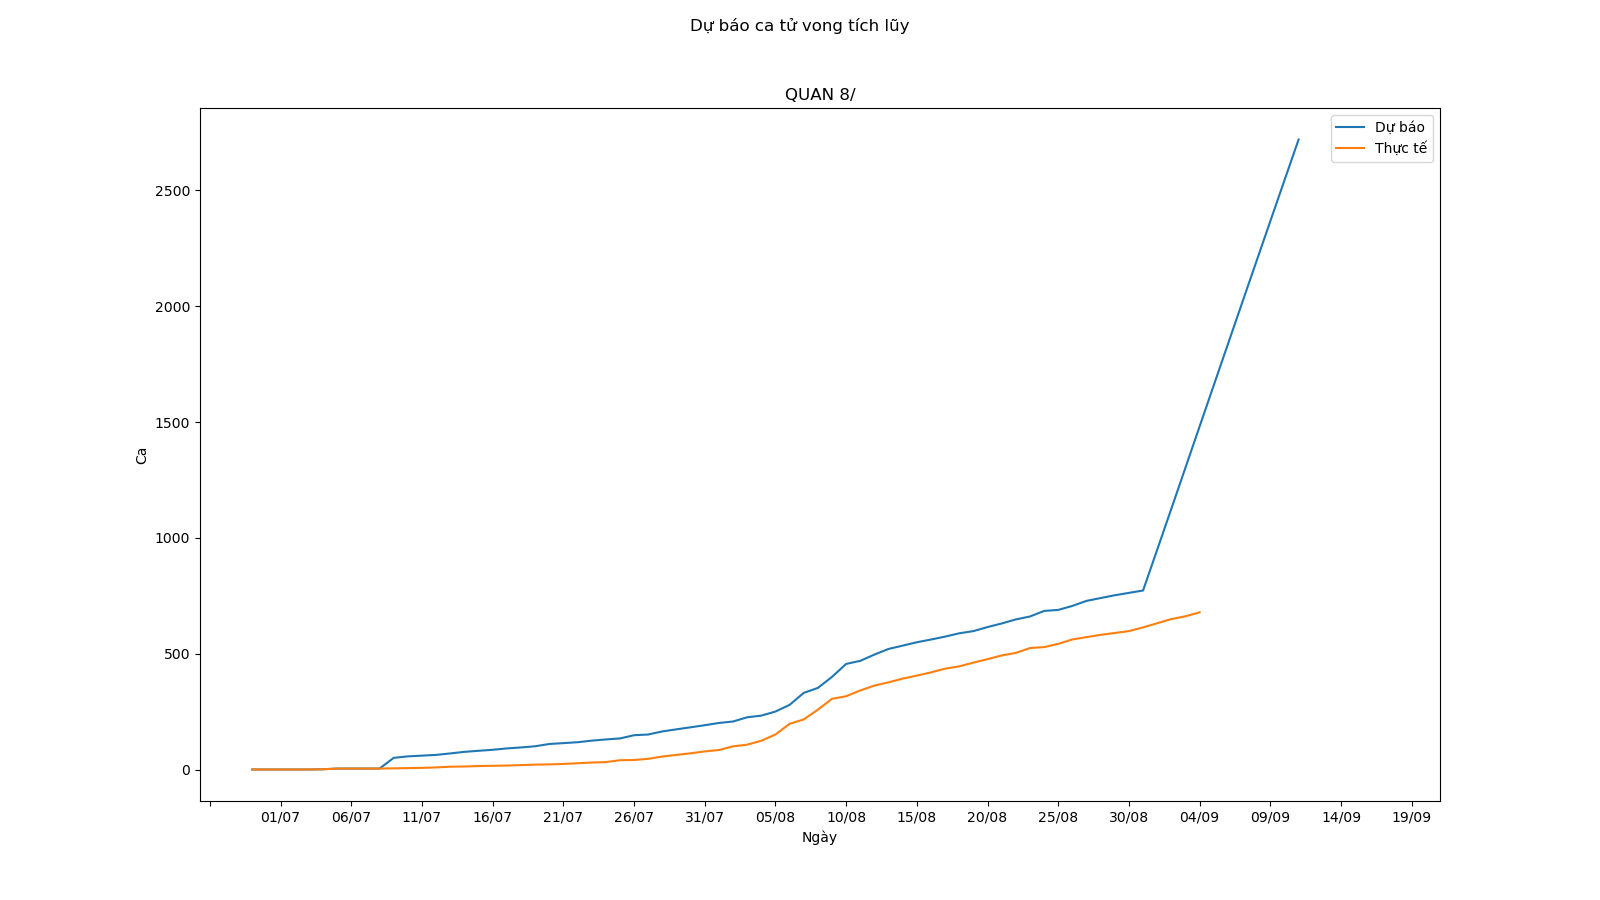 Dự báo ca tử vong tích lũy
QUAN 8/
Dự báo
Thực tế
2500
2000
1500
1000
500
0
Ca
01/07 06/07 11/07 16/07 21/07 26/07 31/07 05/08 10/08 15/08 20/08 25/08 30/08 04/09 09/09 14/09 19/09
Ngày